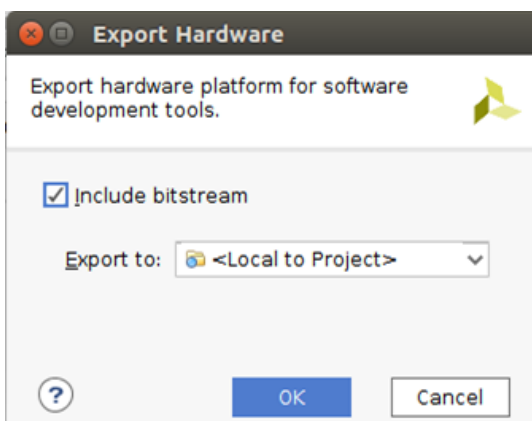 Export Hardware
Export hardware platform for software
development tools.
Include bitstream
Export to: <Local to Project>
?
OK Cancel